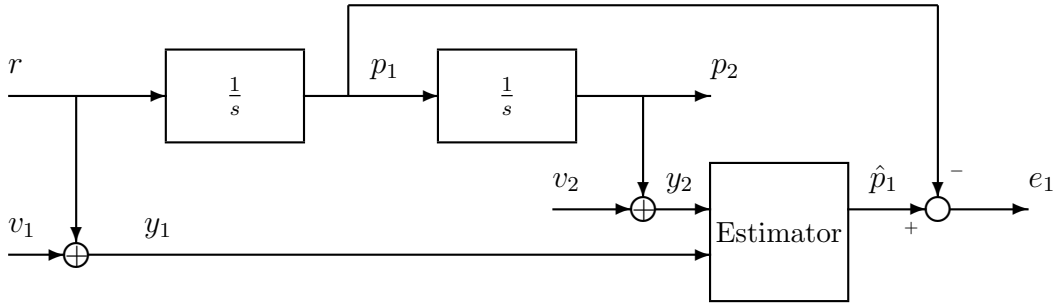 r
1/s
p₁
1/s
p₂
v₂
y₂
p̂₁
−
e₁
+
v₁
y₁
Estimator